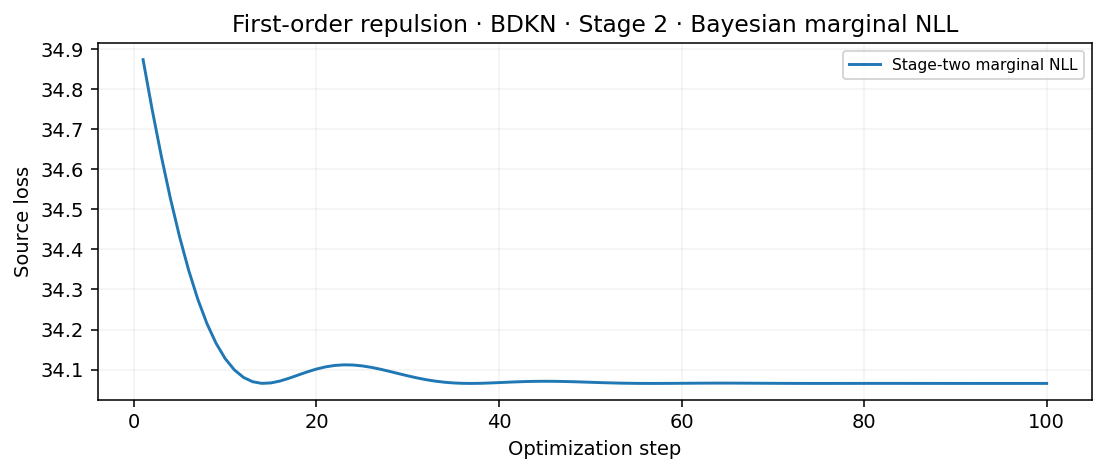 First-order repulsion · BDKN · Stage 2 · Bayesian marginal NLL
Stage-two marginal NLL
Source loss
34.9
34.8
34.7
34.6
34.5
34.4
34.3
34.2
34.1
0 20 40 60 80 100
Optimization step